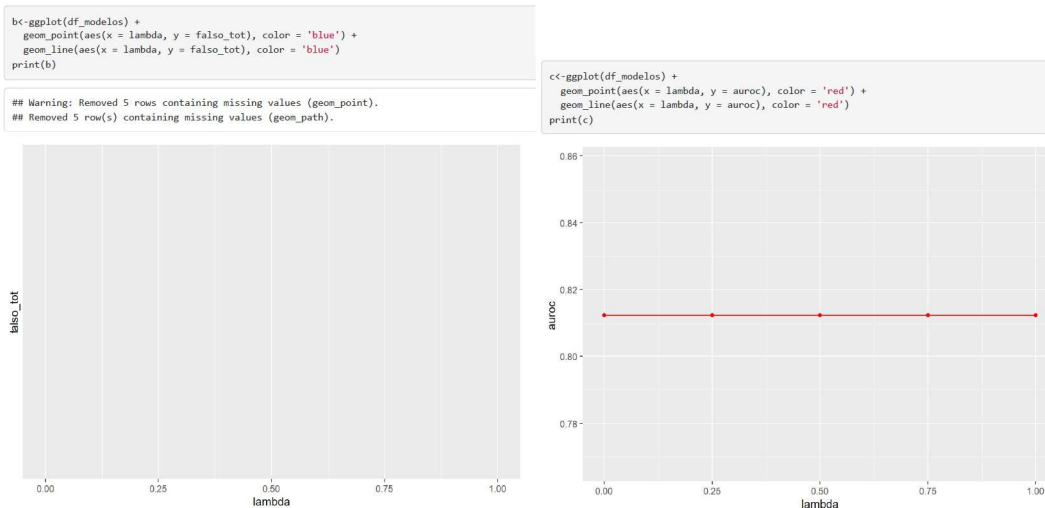 b<-ggplot(df_modelos) +
geom_point(aes(x = lambda, y = falso_tot), color = 'blue') +
geom_line(aes(x = lambda, y = falso_tot), color = 'blue')
print(b)
## Warning: Removed 5 rows containing missing values (geom_point).
## Removed 5 row(s) containing missing values (geom_path).
falso_tot
0.00 0.25 0.50 0.75 1.00
lambda
c<-ggplot(df_modelos) +
geom_point(aes(x = lambda, y = auroc), color = 'red') +
geom_line(aes(x = lambda, y = auroc), color = 'red')
print(c)
0.86
0.84
0.82
0.80
0.78
auroc
0.00 0.25 0.50 0.75 1.00
lambda